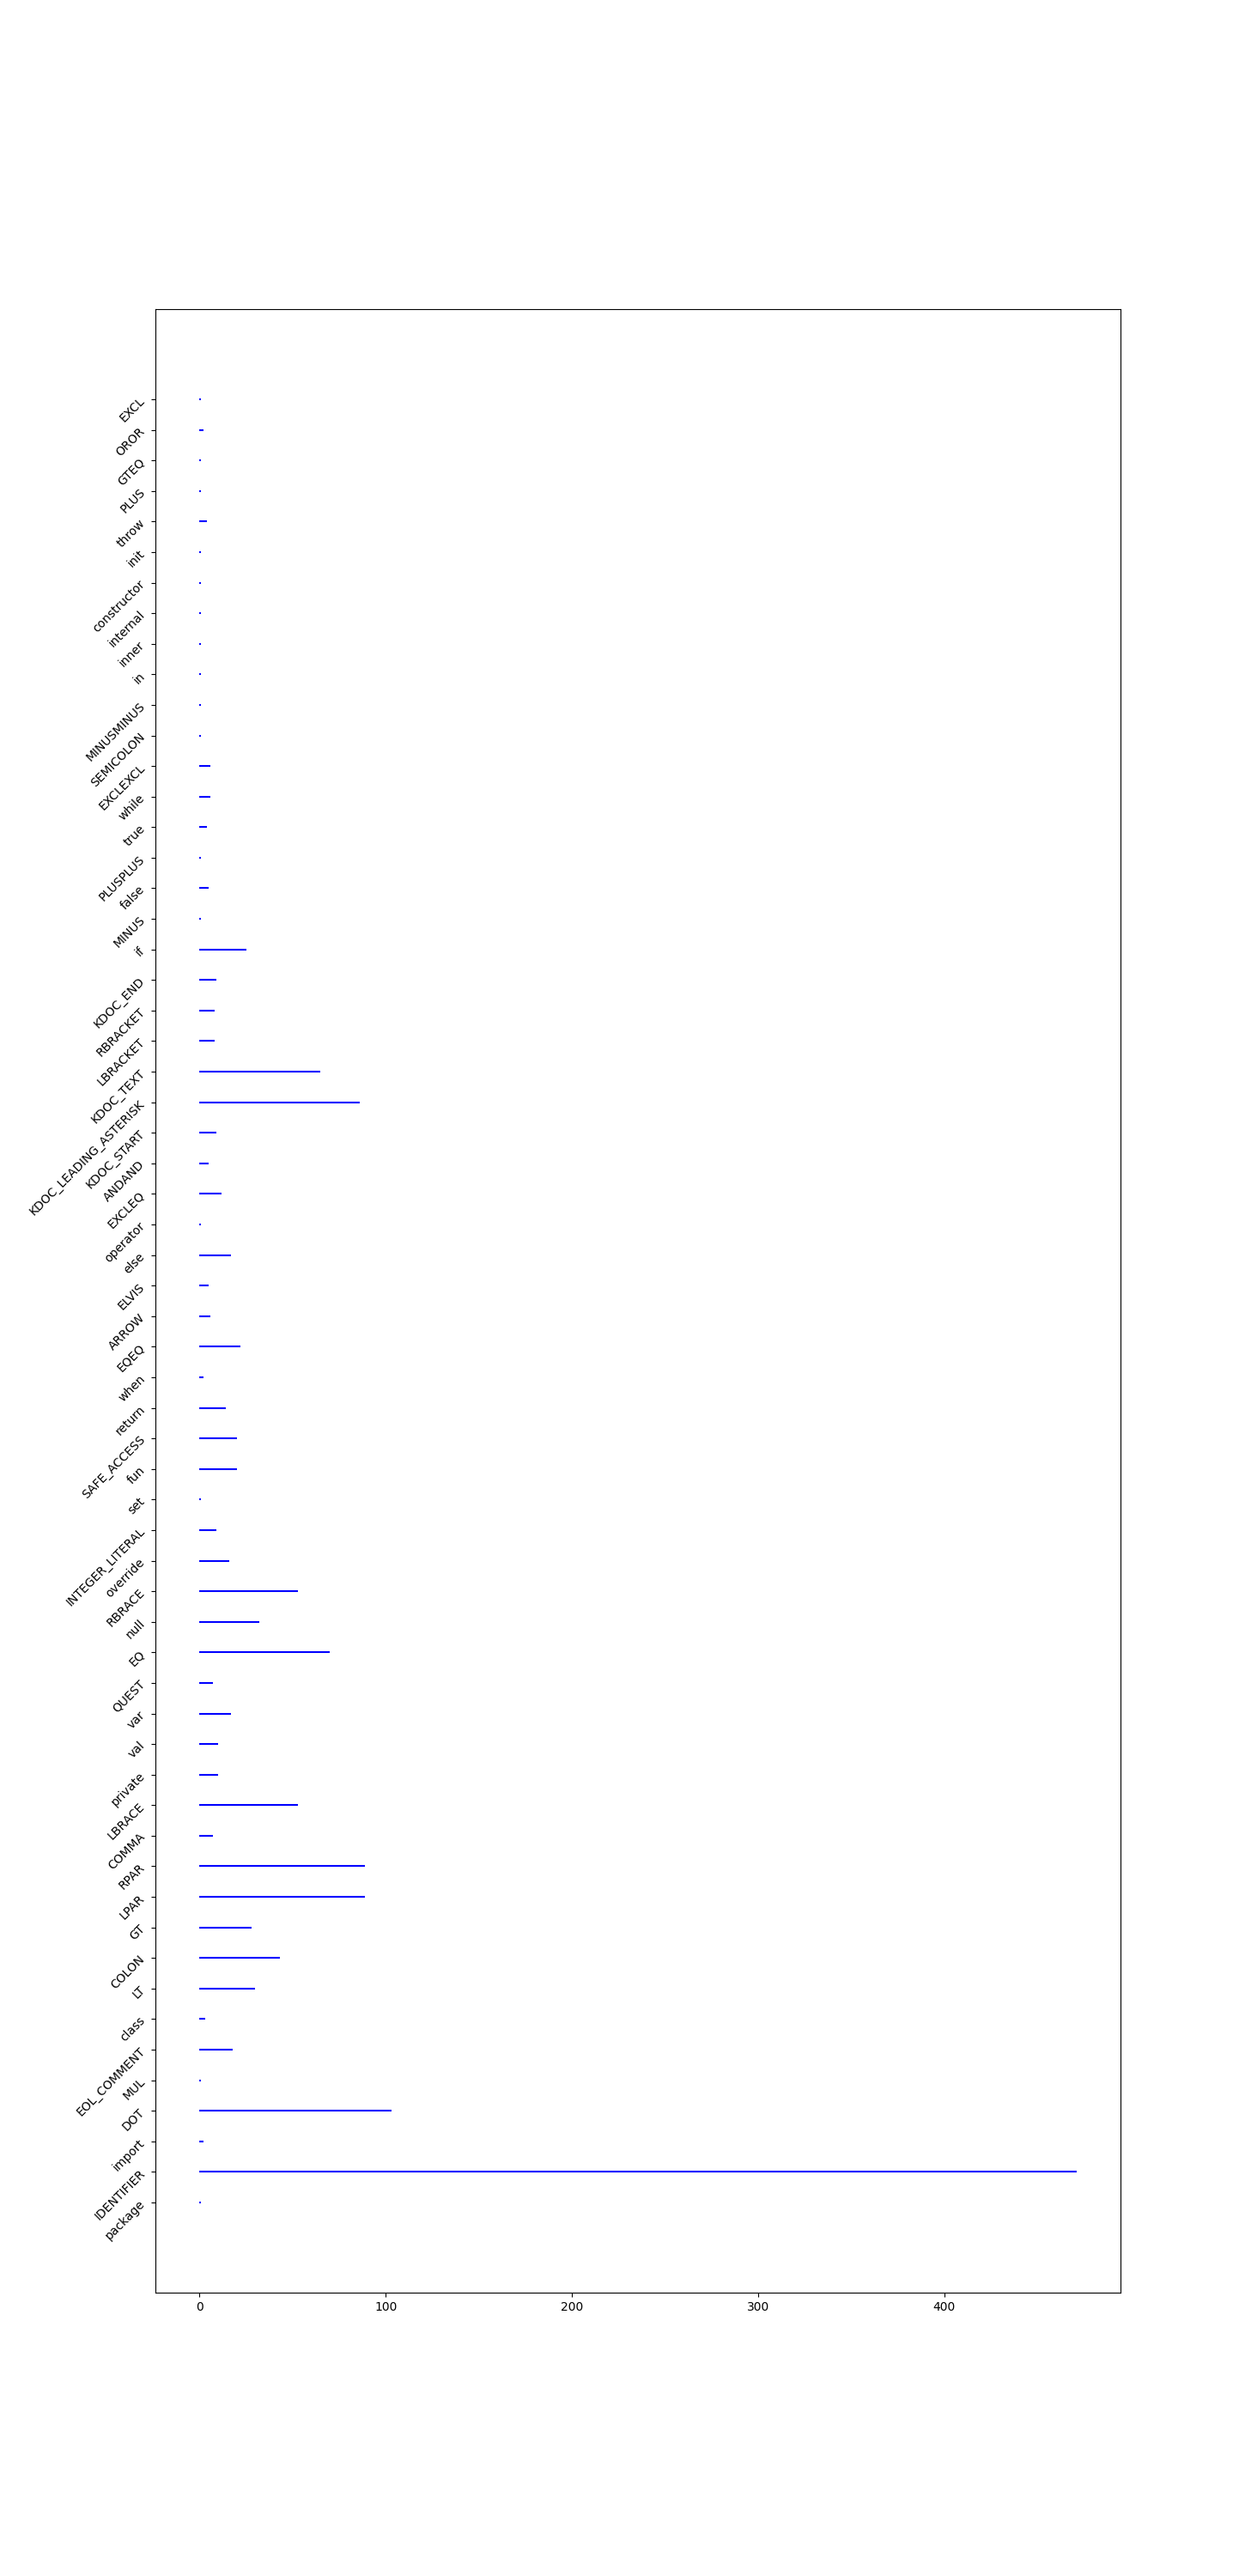 EXCL
OROR
GTEQ
PLUS
throw
init
constructor
internal
inner
in
MINUSMINUS
SEMICOLON
EXCLEXCL
while
true
PLUSPLUS
false
MINUS
if
KDOC_END
RBRACKET
LBRACKET
KDOC_TEXT
KDOC_LEADING_ASTERISK
KDOC_START
ANDAND
EXCLEQ
operator
else
ELVIS
ARROW
EQEQ
when
return
SAFE_ACCESS
fun
set
INTEGER_LITERAL
override
RBRACE
null
EQ
QUEST
var
val
private
LBRACE
COMMA
RPAR
LPAR
GT
COLON
LT
class
EOL_COMMENT
MUL
DOT
import
IDENTIFIER
package
0 100 200 300 400